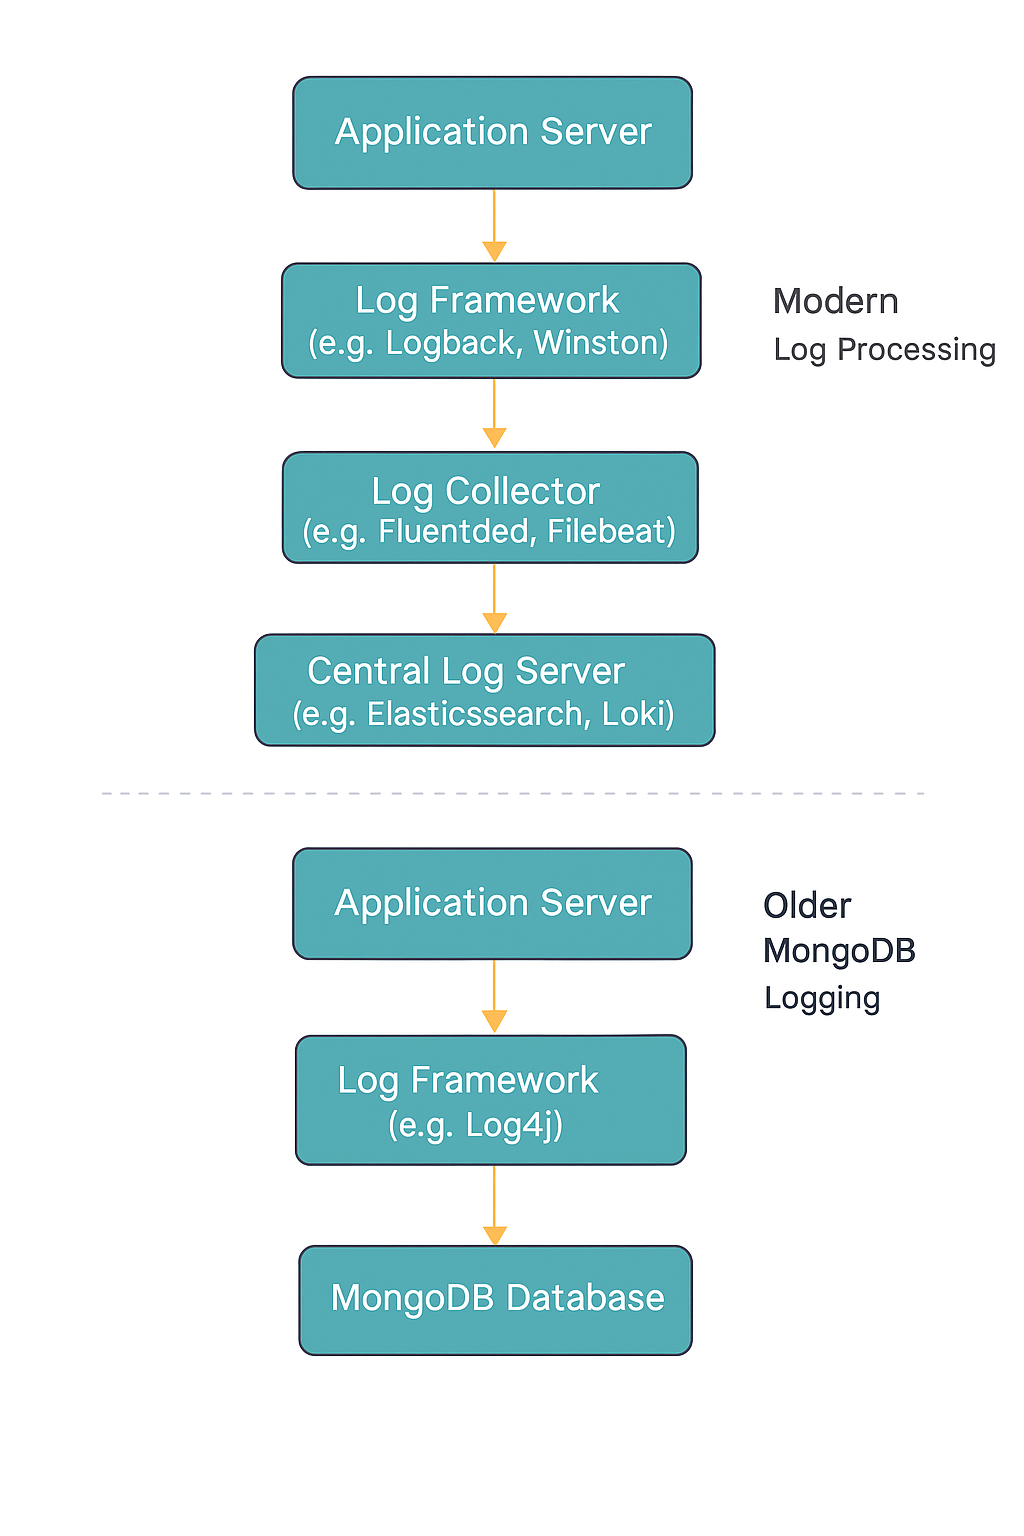 Application Server
Log Framework
(e.g. Logback, Winston)
Modern
Log Processing
Log Collector
(e.g. Fluentded, Filebeat)
Central Log Server
(e.g. Elasticssearch, Loki)
Application Server
Older
MongoDB
Logging
Log Framework
(e.g. Log4j)
MongoDB Database